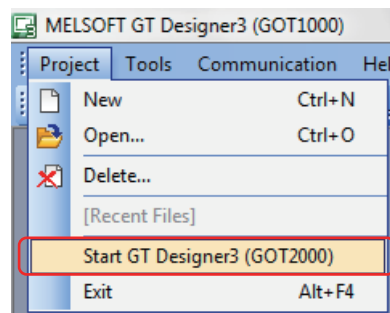 MELSOFT GT Designer3 (GOT1000)
Project Tools Communication
New Ctrl+N
Open... Ctrl+O
Delete...
[Recent Files]
Start GT Designer3 (GOT2000)
Exit Alt+F4